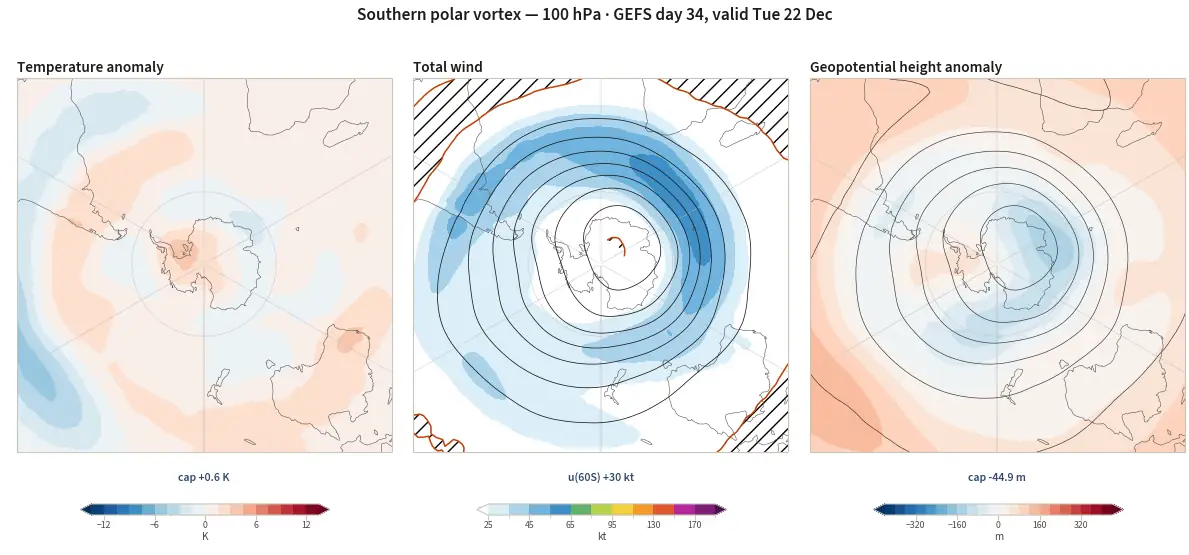 Southern polar vortex — 100 hPa · GEFS day 34, valid Tue 22 Dec
Temperature anomaly
Total wind
Geopotential height anomaly
cap +0.6 K
u(60S) +30 kt
cap -44.9 m
−12 −6 0 6 12
K
25 45 65 95 130 170
kt
−320 −160 0 160 320
m